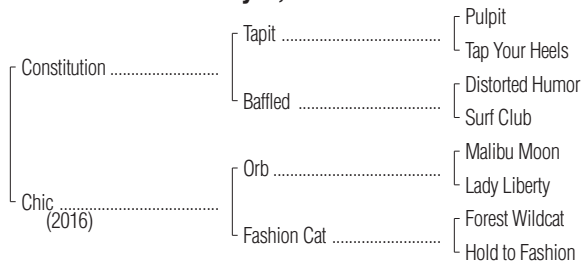 Pulpit
Tapit
Tap Your Heels
Constitution
Distorted Humor
Baffled
Surf Club
Malibu Moon
Orb
Lady Liberty
Chic
(2016)
Forest Wildcat
Fashion Cat
Hold to Fashion